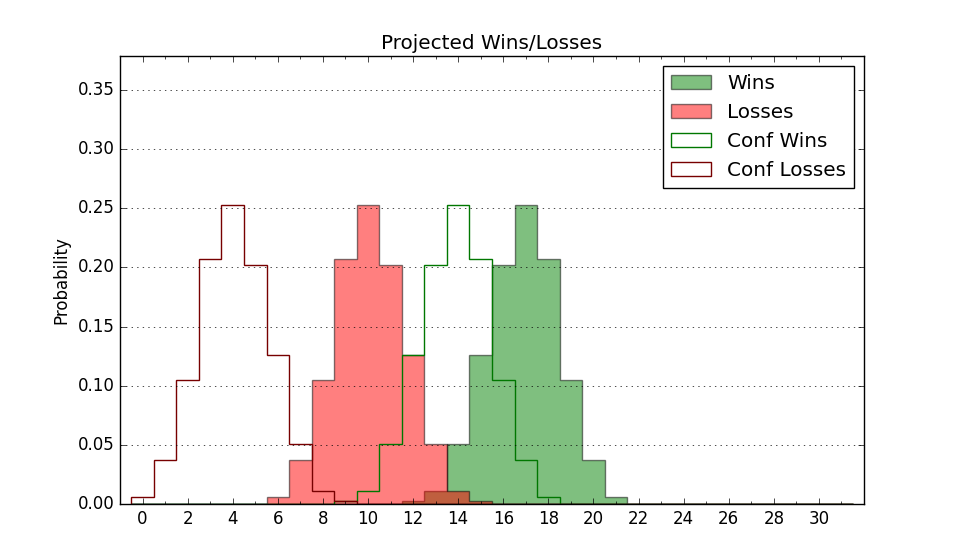 Projected Wins/Losses
Wins
Losses
Conf Wins
Conf Losses
Probability
0.35
0.30
0.25
0.20
0.15
0.10
0.05
0.00
0 2 4 6 8 10 12 14 16 18 20 22 24 26 28 30